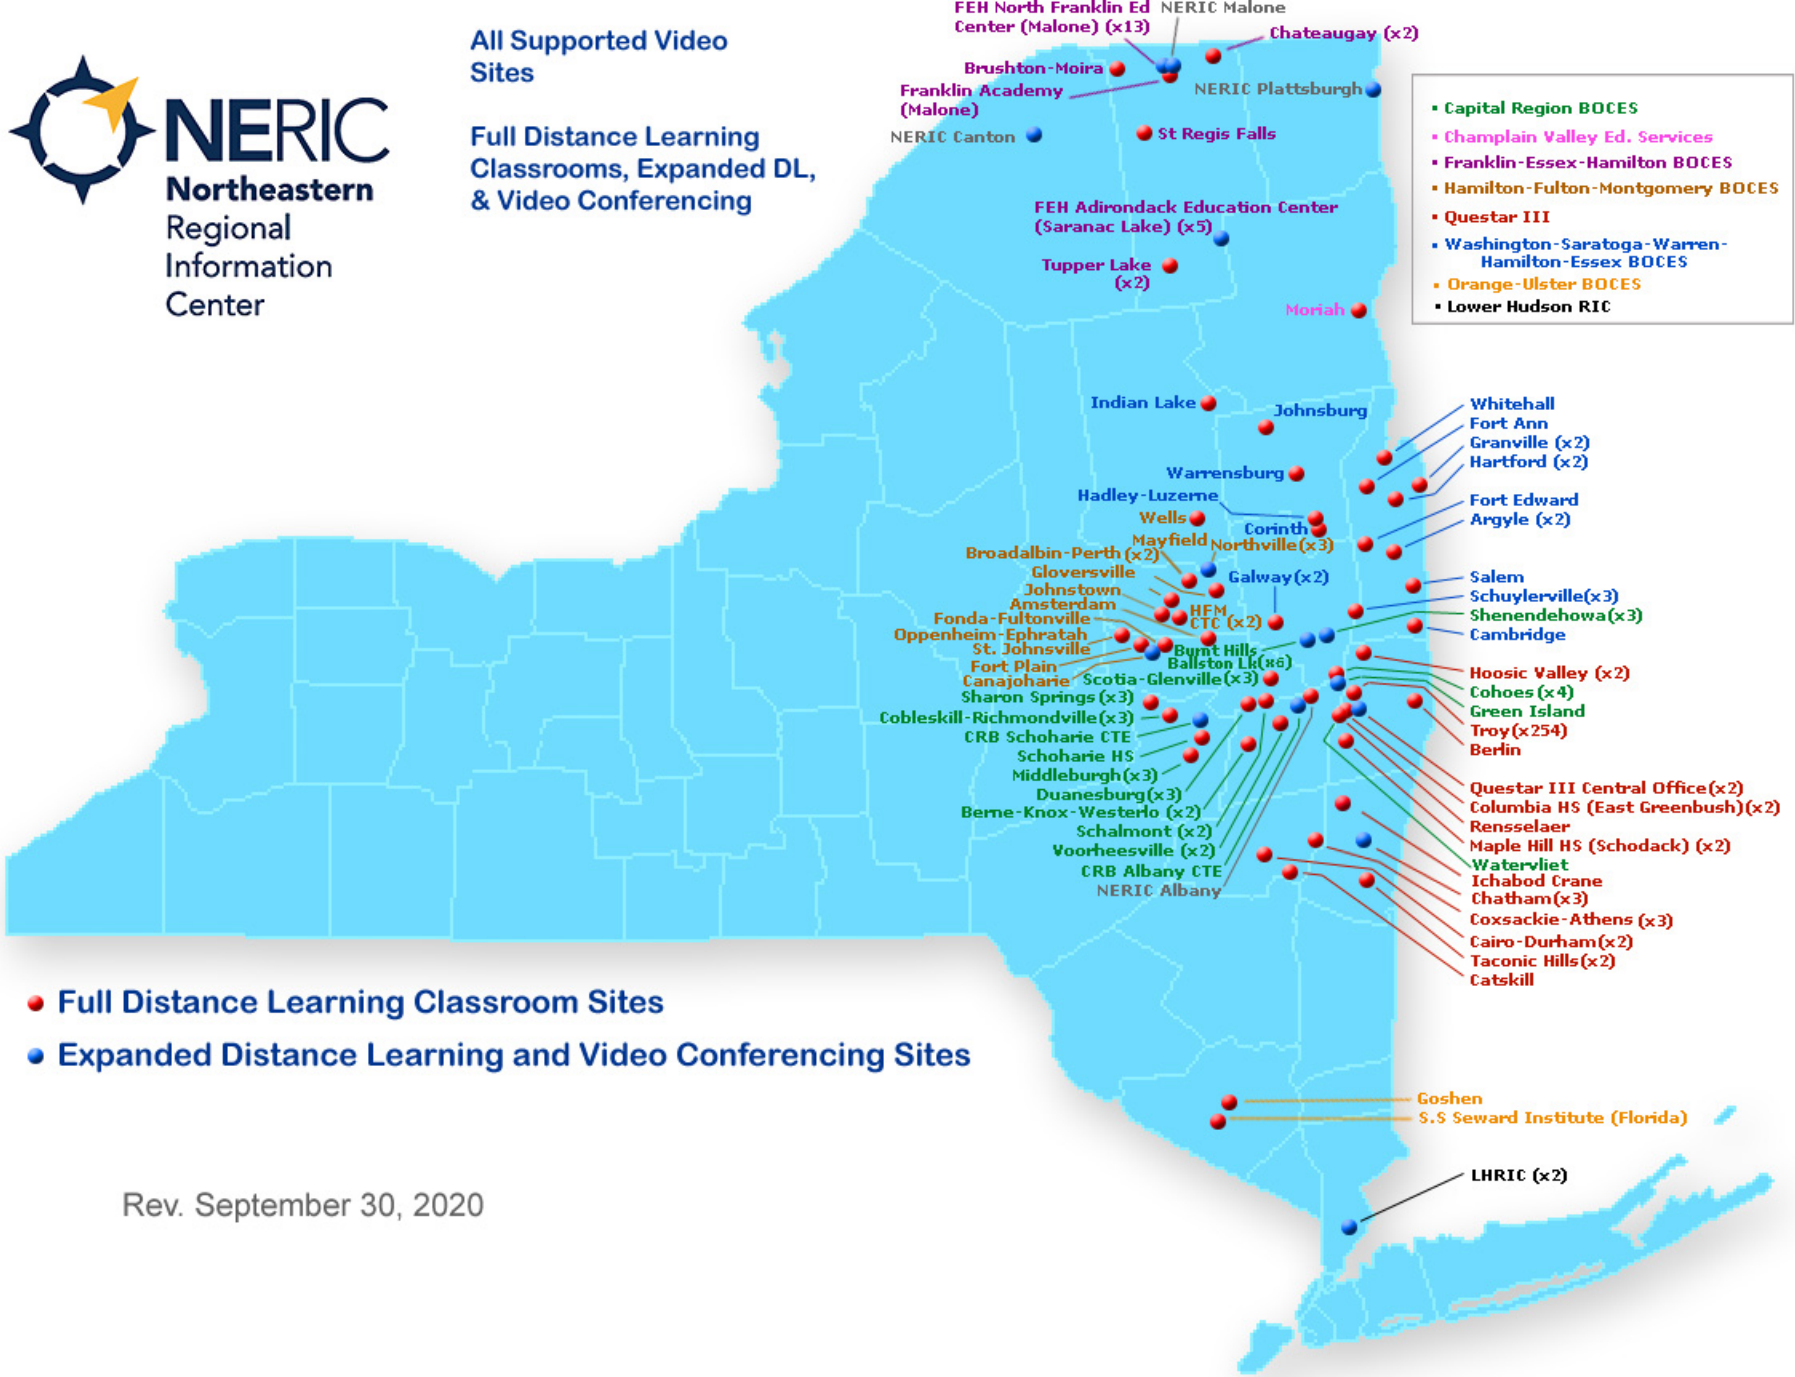 NERIC
Northeastern
Regional
Information
Center
All Supported Video
Sites
Full Distance Learning
Classrooms, Expanded DL,
& Video Conferencing
FEH North Franklin Ed
Center (Malone) (x13)
NERIC Malone
Chateaugay (x2)
Brushton-Moira
Franklin Academy
(Malone)
NERIC Plattsburgh
NERIC Canton
St Regis Falls
FEH Adirondack Education Center
(Saranac Lake) (x5)
Tupper Lake
(x2)
Moriah
Capital Region BOCES
Champlain Valley Ed. Services
Franklin-Essex-Hamilton BOCES
Hamilton-Fulton-Montgomery BOCES
Questar III
Washington-Saratoga-Warren-
Hamilton-Essex BOCES
Orange-Ulster BOCES
Lower Hudson RIC
Indian Lake
Johnsburg
Warrensburg
Hadley-Luzerne
Wells
Corinth
Mayfield
Northville(x3)
Broadalbin-Perth (x2)
Gloversville
Galway(x2)
Johnstown
Amsterdam
HFM
CTC (x2)
Fonda-Fultonville
Oppenheim-Ephratah
St. Johnsville
Fort Plain
Canajoharie
Burnt Hills
Ballston Lk(x6)
Scotia-Glenville(x3)
Sharon Springs(x3)
Cobleskill-Richmondville(x3)
CRB Schoharie CTE
Schoharie HS
Middleburgh(x3)
Duanesburg(x3)
Berne-Knox-Westerlo (x2)
Schalmont (x2)
Voorheesville (x2)
CRB Albany CTE
NERIC Albany
Whitehall
Fort Ann
Granville (x2)
Hartford (x2)
Fort Edward
Argyle (x2)
Salem
Schuylerville(x3)
Shenendehowa(x3)
Cambridge
Hoosic Valley (x2)
Cohoes(x4)
Green Island
Troy(x254)
Berlin
Questar III Central Office(x2)
Columbia HS (East Greenbush)(x2)
Rensselaer
Maple Hill HS (Schodack) (x2)
Watervliet
Ichabod Crane
Chatham(x3)
Coxsackie-Athens (x3)
Cairo-Durham(x2)
Taconic Hills(x2)
Catskill
Full Distance Learning Classroom Sites
Expanded Distance Learning and Video Conferencing Sites
Goshen
S.S Seward Institute (Florida)
LHRIC (x2)
Rev. September 30, 2020